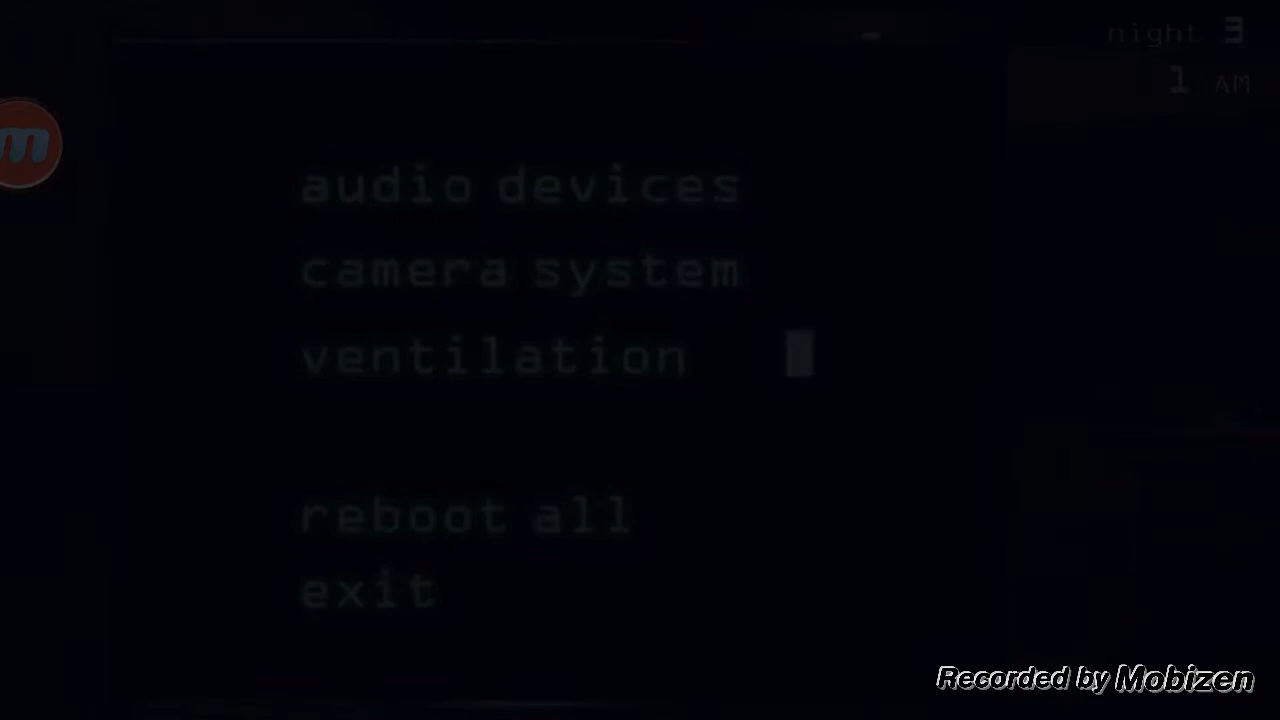 night 3
1 AM
m
audio devices
camera system
ventilation
reboot all
exit
Recorded by Mobizen